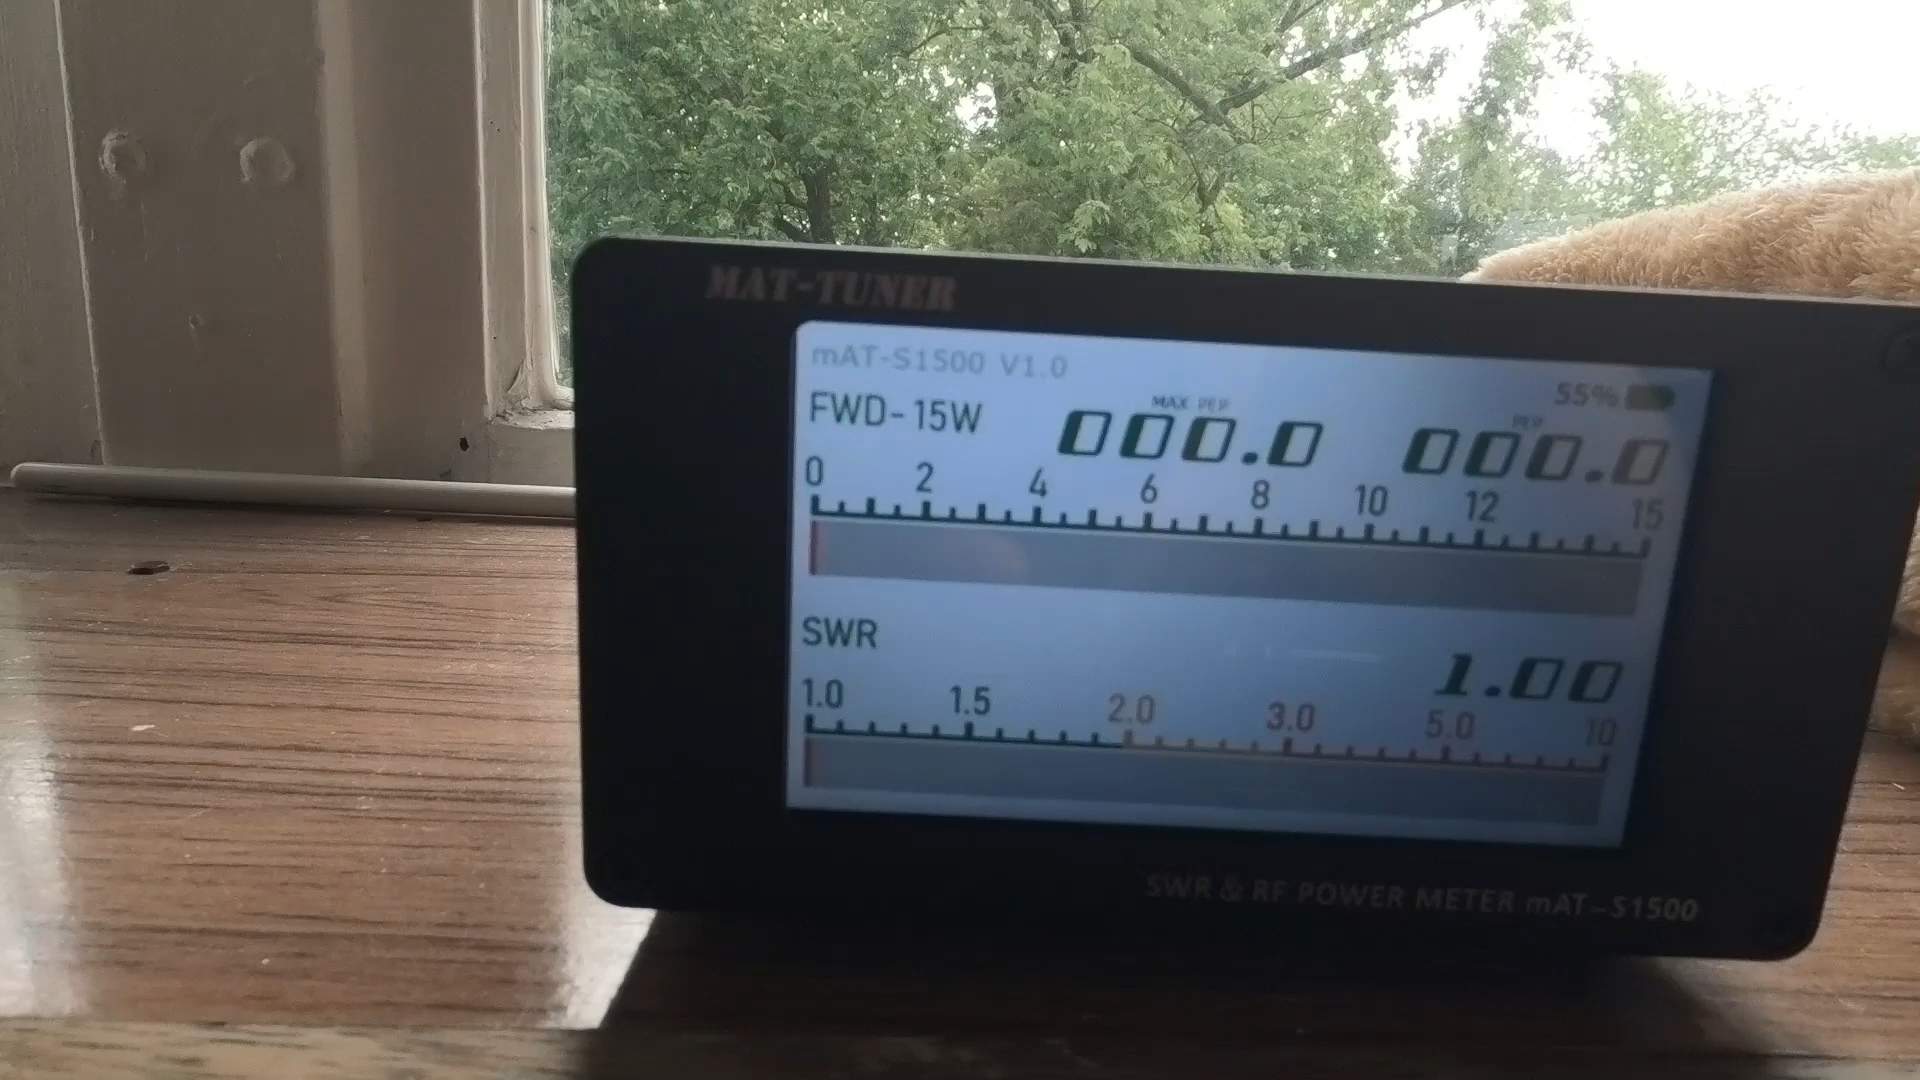 MAT-TUNER
mAT-S1500 V1.0
55%
FWD-15W
MAX PEP
000.0
PEP
000.0
0 2 4 6 8 10 12 15
SWR
1.00
1.0 1.5 2.0 3.0 5.0 10
SWR & RF POWER METER mAT-S1500